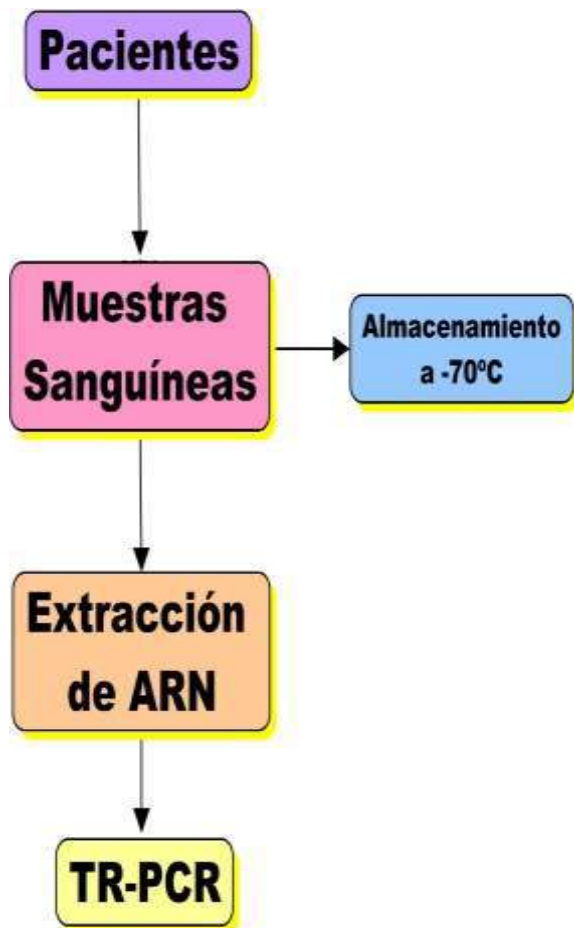 Pacientes
Muestras
Sanguíneas
Almacenamiento
a -70ºC
Extracción
de ARN
TR-PCR